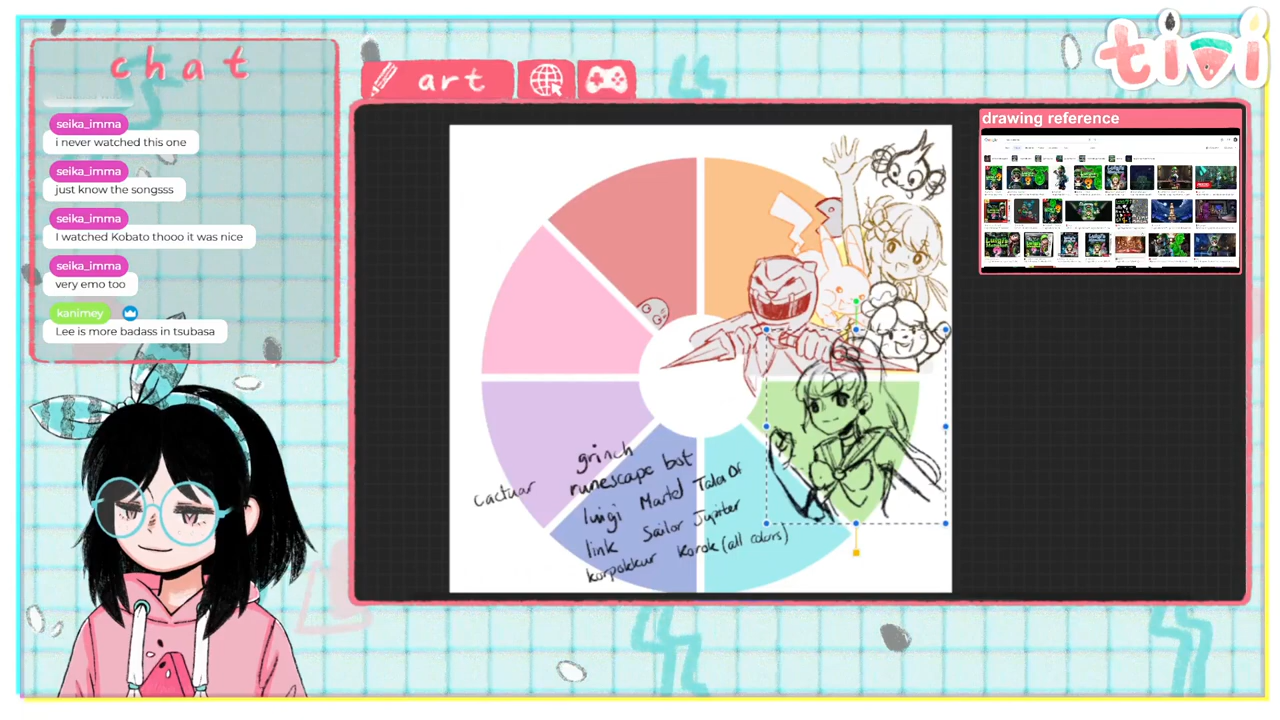 chat
seika_imma
i never watched this one
seika_imma
just know the songsss
seika_imma
I watched Kobato thooo it was nice
seika_imma
very emo too
kanimey
Lee is more badass in tsubasa
art
tivi
drawing reference
grinch
cactuar
runescape bot
luigi Martel Tales Of
link Sailor Jupiter
korpokkur Korok (all colors)